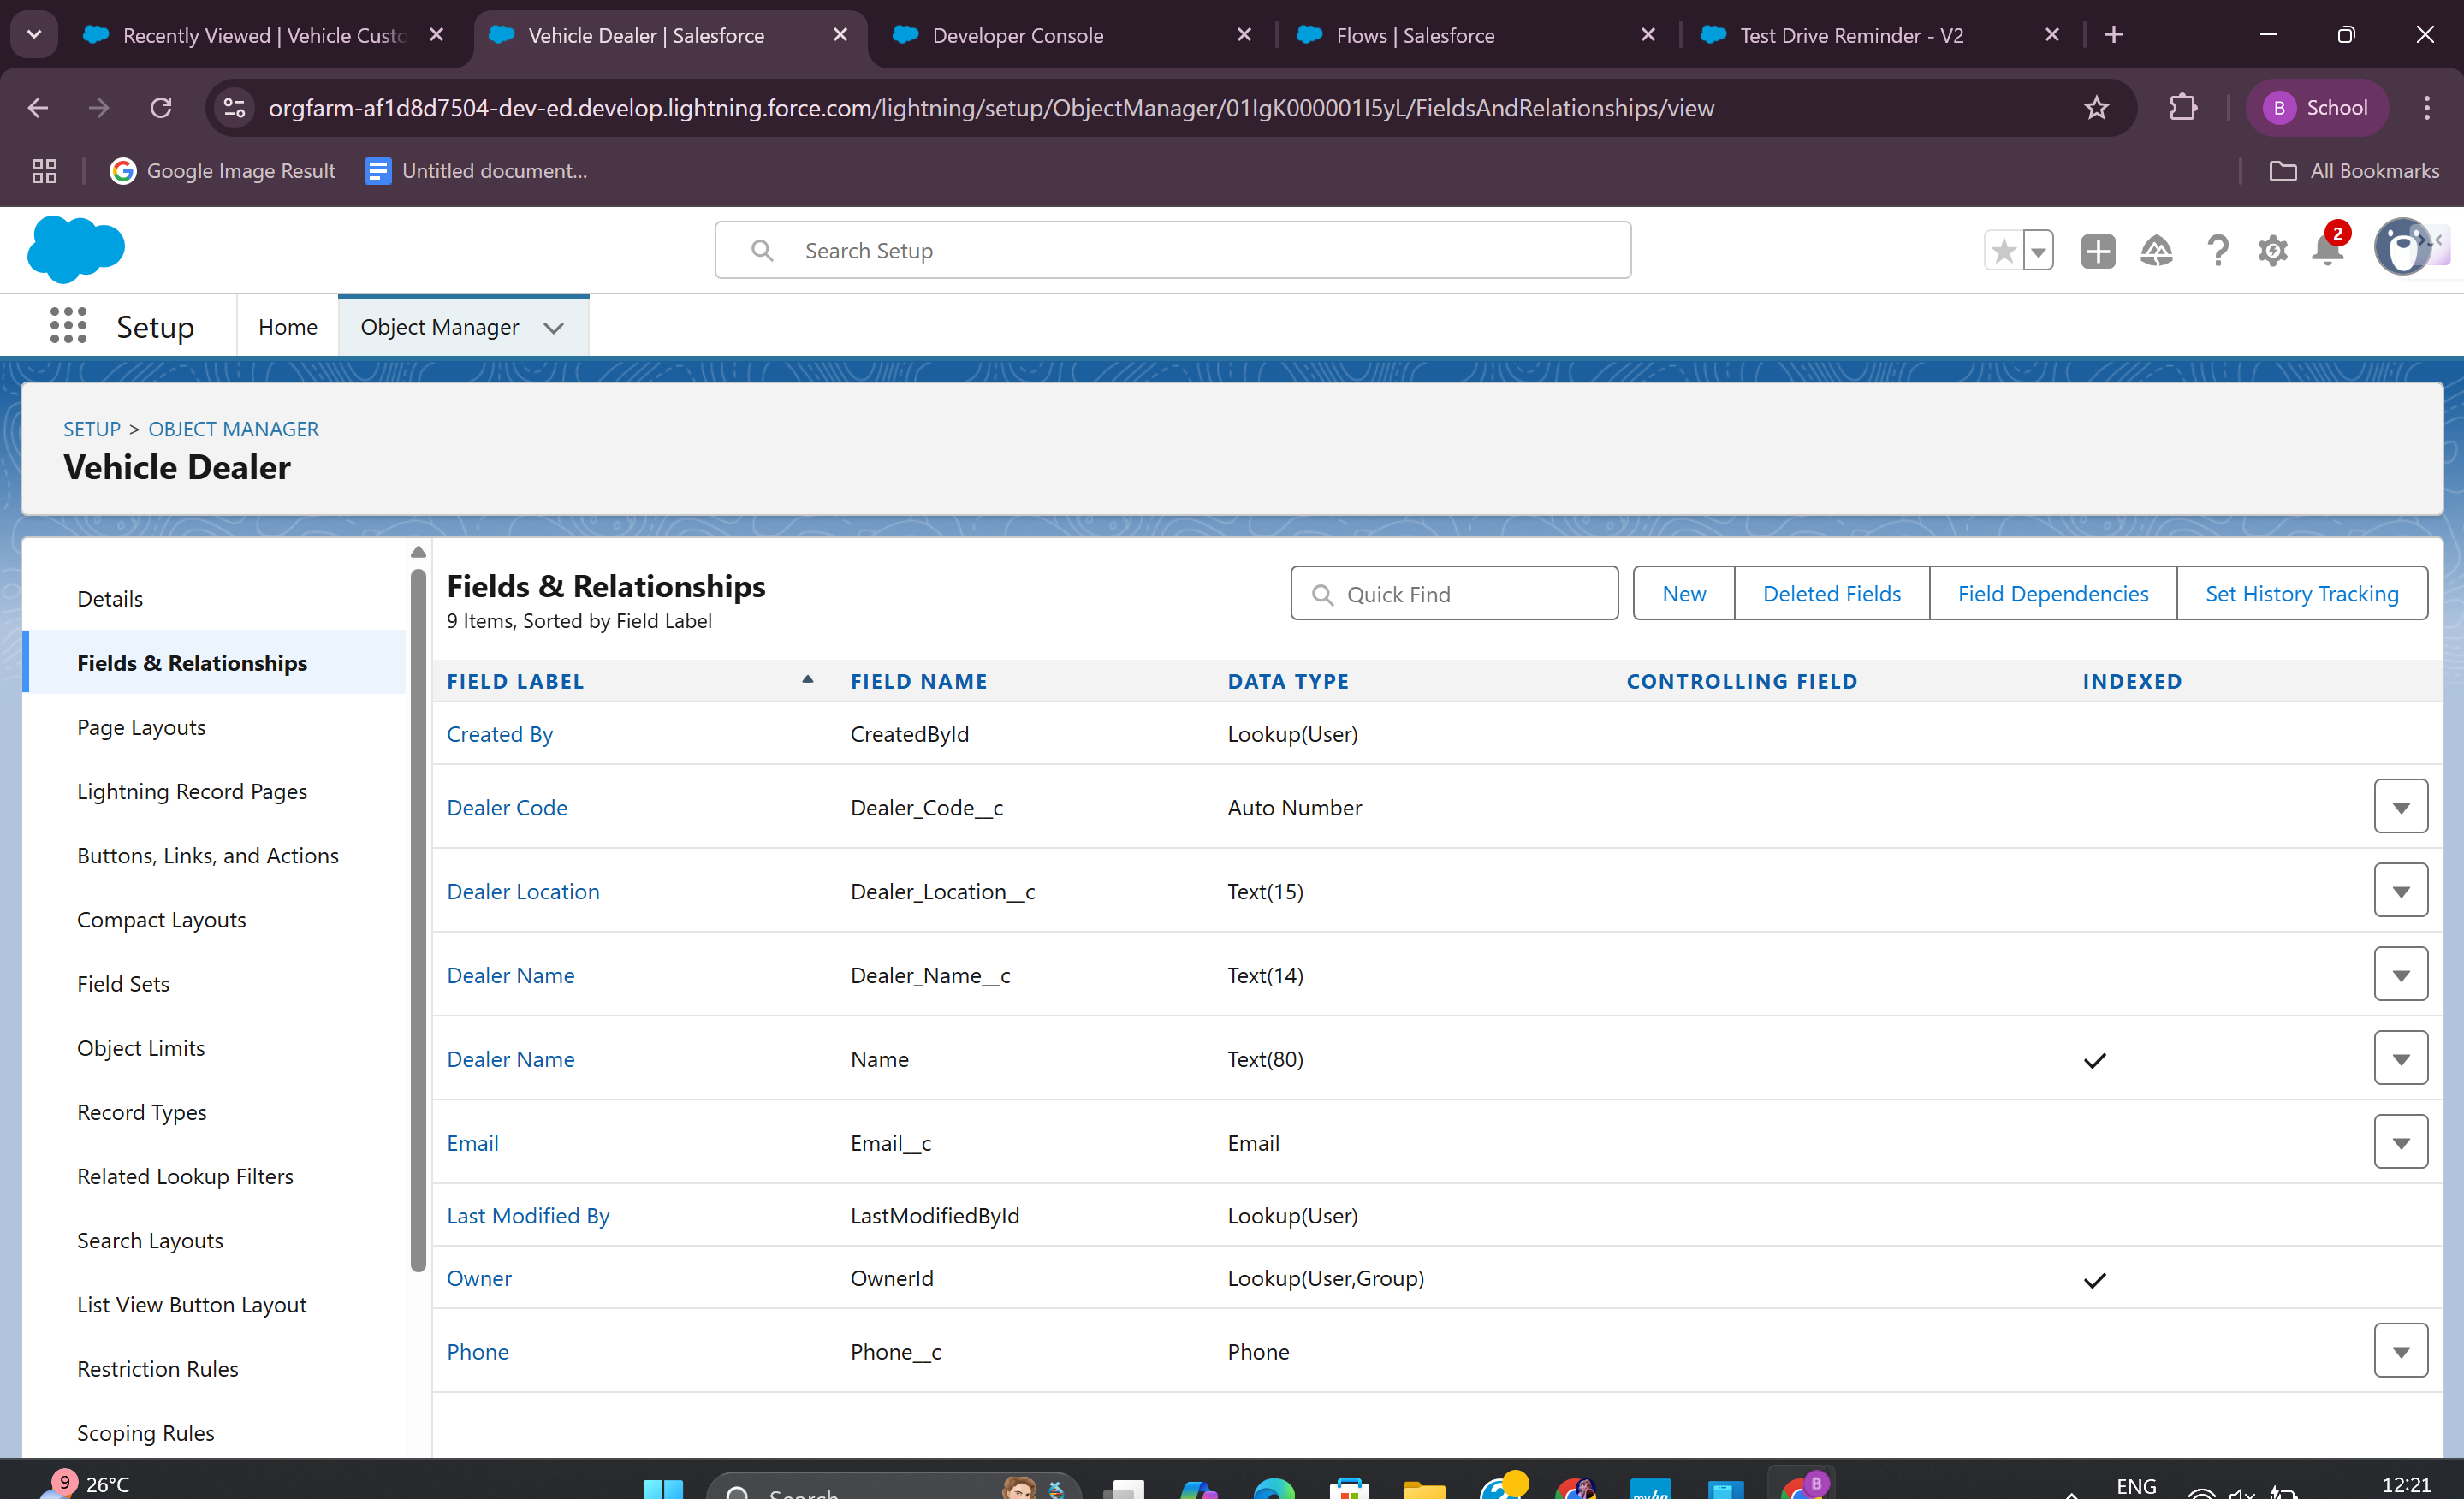 Recently Viewed | Vehicle Custo
Vehicle Dealer | Salesforce
Developer Console
Flows | Salesforce
Test Drive Reminder - V2
orgfarm-af1d8d7504-dev-ed.develop.lightning.force.com/lightning/setup/ObjectManager/01IgK000001I5yL/FieldsAndRelationships/view
B School
Google Image Result
Untitled document...
All Bookmarks
Search Setup
2
Setup
Home
Object Manager
SETUP > OBJECT MANAGER
Vehicle Dealer
Details
Fields & Relationships
Page Layouts
Lightning Record Pages
Buttons, Links, and Actions
Compact Layouts
Field Sets
Object Limits
Record Types
Related Lookup Filters
Search Layouts
List View Button Layout
Restriction Rules
Scoping Rules
Fields & Relationships
9 Items, Sorted by Field Label
Quick Find
New
Deleted Fields
Field Dependencies
Set History Tracking
FIELD LABEL FIELD NAME DATA TYPE CONTROLLING FIELD INDEXED
Created By CreatedById Lookup(User)
Dealer Code Dealer_Code__c Auto Number
Dealer Location Dealer_Location__c Text(15)
Dealer Name Dealer_Name__c Text(14)
Dealer Name Name Text(80)
Email Email__c Email
Last Modified By LastModifiedById Lookup(User)
Owner OwnerId Lookup(User,Group)
Phone Phone__c Phone
9
26°C
Search
myhp
B
ENG
12:21